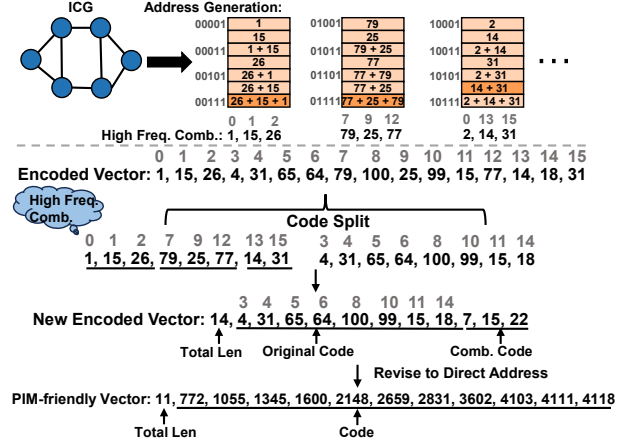 ICG
Address Generation:
00001 1
15
00011 1 + 15
26
00101 26 + 1
26 + 15
00111 26 + 15 + 1
01001 79
25
01011 79 + 25
77
01101 77 + 79
77 + 25
01111 77 + 25 + 79
10001 2
14
10011 2 + 14
31
10101 2 + 31
14 + 31
10111 2 + 14 + 31
...
0 1 2 7 9 12 0 13 15
High Freq. Comb.: 1, 15, 26 79, 25, 77 2, 14, 31
0 1 2 3 4 5 6 7 8 9 10 11 12 13 14 15
Encoded Vector: 1, 15, 26, 4, 31, 65, 64, 79, 100, 25, 99, 15, 77, 14, 18, 31
High Freq.
Comb.
Code Split
0 1 2 7 9 12 13 15 3 4 5 6 8 10 11 14
1, 15, 26, 79, 25, 77, 14, 31 4, 31, 65, 64, 100, 99, 15, 18
3 4 5 6 8 10 11 14
New Encoded Vector: 14, 4, 31, 65, 64, 100, 99, 15, 18, 7, 15, 22
Total Len Original Code Comb. Code
Revise to Direct Address
PIM-friendly Vector: 11, 772, 1055, 1345, 1600, 2148, 2659, 2831, 3602, 4103, 4111, 4118
Total Len Code